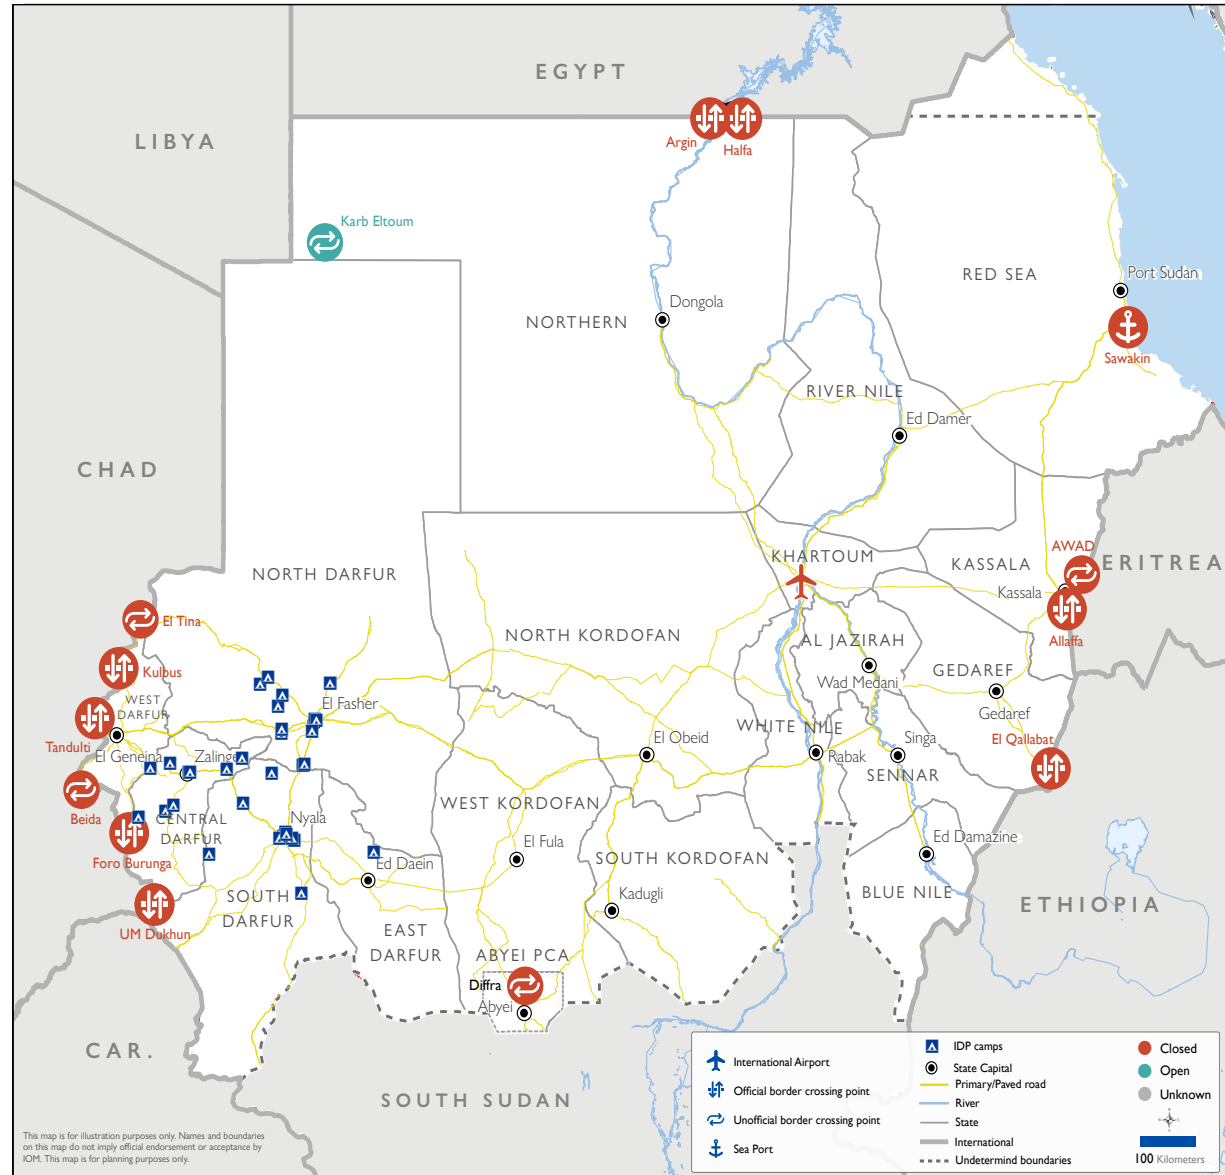 EGYPT
LIBYA
Argin
Halfa
Karb Eltoum
RED SEA
Port Sudan
Dongola
NORTHERN
Sawakin
RIVER NILE
Ed Damer
CHAD
AWAD
KHARTOUM
KASSALA
ERITREA
NORTH DARFUR
Kassala
El Tina
NORTH KORDOFAN
AL JAZIRAH
Allaffa
Kulbus
GEDAREF
Wad Medani
WEST
DARFUR
El Fasher
Gedaref
Tandulti
WHITE NILE
El Obeid
El Qallabat
El Geneina
Zalingei
Rabak
Singa
SENNAR
Beida
WEST KORDOFAN
CENTRAL
DARFUR
Nyala
Ed Damazine
Foro Burunga
El Fula
SOUTH KORDOFAN
Ed Daein
BLUE NILE
SOUTH
DARFUR
Kadugli
ETHIOPIA
UM Dukhun
EAST
DARFUR
ABYEI PCA
Diffra
Abyei
CAR.
SOUTH SUDAN
International Airport
Official border crossing point
Unofficial border crossing point
Sea Port
IDP camps
State Capital
Primary/Paved road
River
State
International
Undetermind boundaries
Closed
Open
Unknown
100 Kilometers
This map is for illustration purposes only. Names and boundaries
on this map do not imply official endorsement or acceptance by
IOM. This map is for planning purposes only.